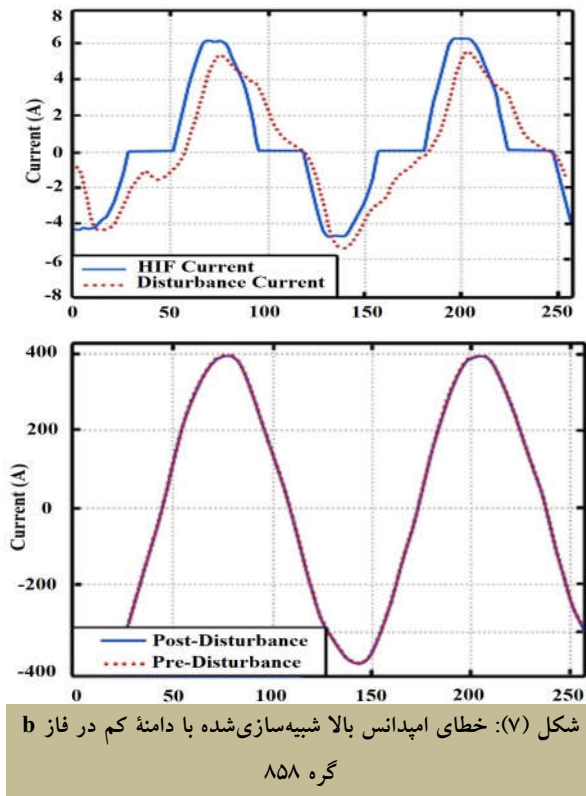 8
6
4
2
0
-2
-4
-6
-8
Current (A)
HIF Current
Disturbance Current
0 50 100 150 200 250
400
200
0
-200
-400
Current (A)
Post-Disturbance
Pre-Disturbance
0 50 100 150 200 250
شکل (۷): خطای امپدانس بالا شبیه‌سازی‌شده با دامنهٔ کم در فاز b
گره ۸۵۸